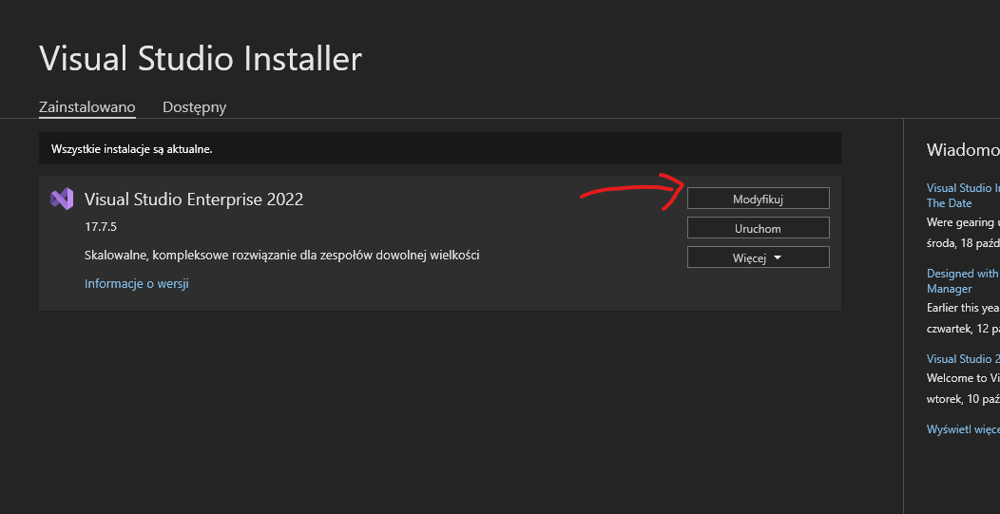 Visual Studio Installer
Zainstalowano
Dostępny
Wszystkie instalacje są aktualne.
Visual Studio Enterprise 2022
17.7.5
Skalowalne, kompleksowe rozwiązanie dla zespołów dowolnej wielkości
Informacje o wersji
Modyfikuj
Uruchom
Więcej
Wiadomo
Visual Studio I
The Date
Were gearing u
środa, 18 paźd
Designed with
Manager
Earlier this yea
czwartek, 12 pa
Visual Studio 2
Welcome to Vi
wtorek, 10 paź
Wyświetl więce